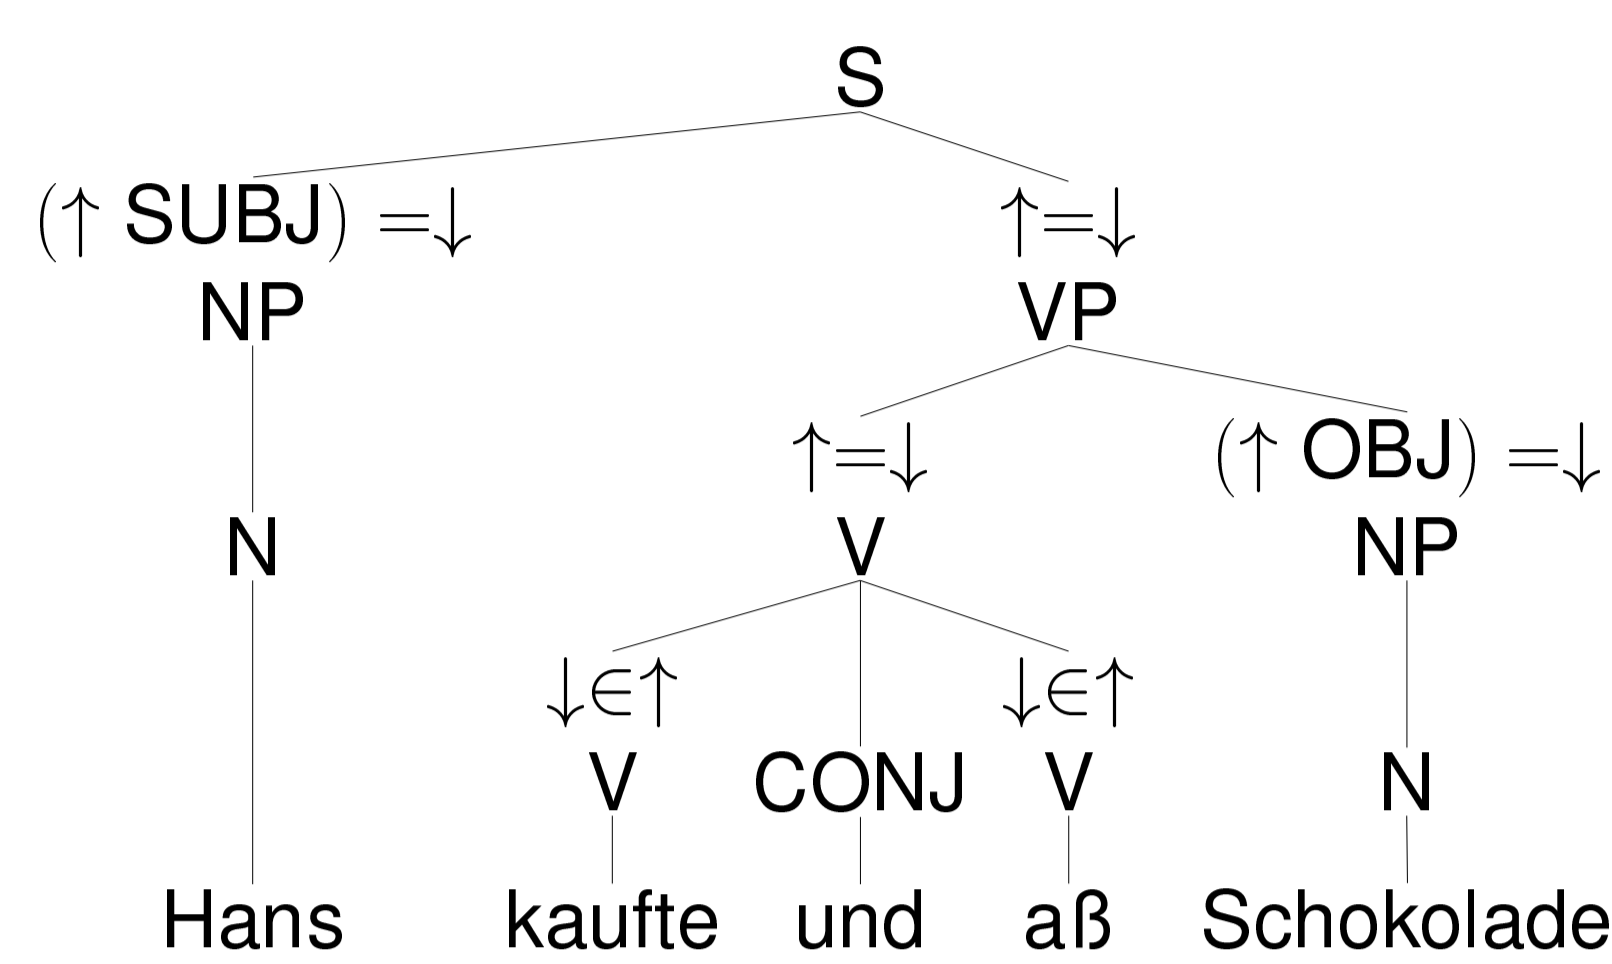 S
(↑ SUBJ) =↓ ↑=↓
NP VP
↑=↓ (↑ OBJ) =↓
N V NP
↓∈↑ ↓∈↑
V CONJ V N
Hans kaufte und aß Schokolade